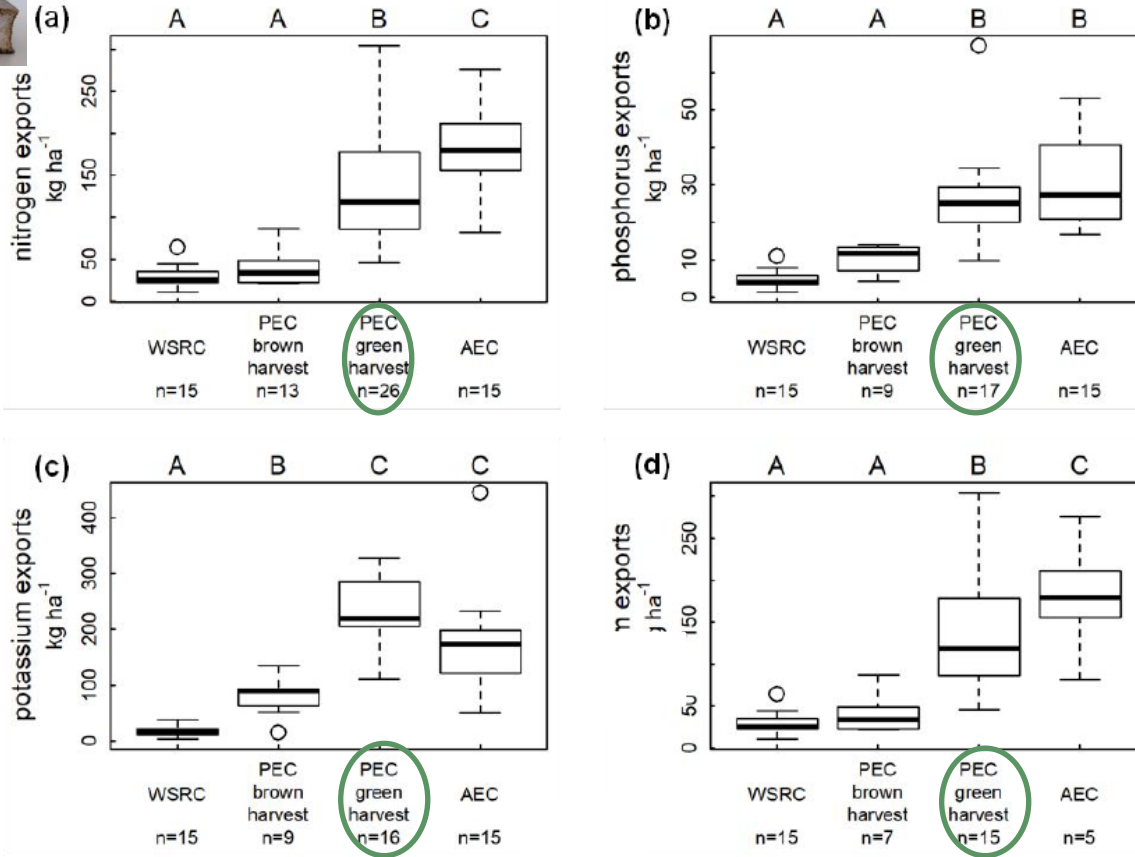 (a)
A A B C
nitrogen exports
kg ha⁻¹
0 50 150 250
WSRC
n=15
PEC
brown
harvest
n=13
PEC
green
harvest
n=26
AEC
n=15
(b)
A A B B
phosphorus exports
kg ha⁻¹
0 10 30 50
WSRC
n=15
PEC
brown
harvest
n=9
PEC
green
harvest
n=17
AEC
n=15
(c)
A B C C
potassium exports
kg ha⁻¹
0 100 200 300 400
WSRC
n=15
PEC
brown
harvest
n=9
PEC
green
harvest
n=16
AEC
n=15
(d)
A A B C
exports
ha⁻¹
0 50 150 250
WSRC
n=15
PEC
brown
harvest
n=7
PEC
green
harvest
n=15
AEC
n=5